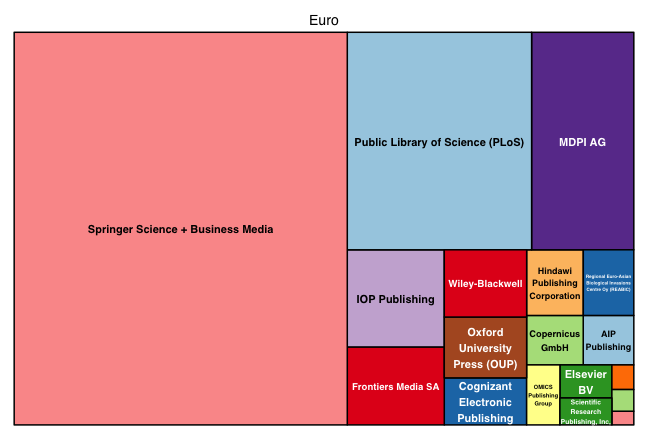 Euro
Springer Science + Business Media
Public Library of Science (PLoS)
MDPI AG
IOP Publishing
Frontiers Media SA
Wiley-Blackwell
Oxford
University
Press (OUP)
Cognizant
Electronic
Publishing
Hindawi
Publishing
Corporation
Regional Euro-Asian
Biological Invasions
Centre Oy (REABIC)
Copernicus
GmbH
AIP
Publishing
OMICS
Publishing
Group
Elsevier
BV
Scientific
Research
Publishing, Inc.